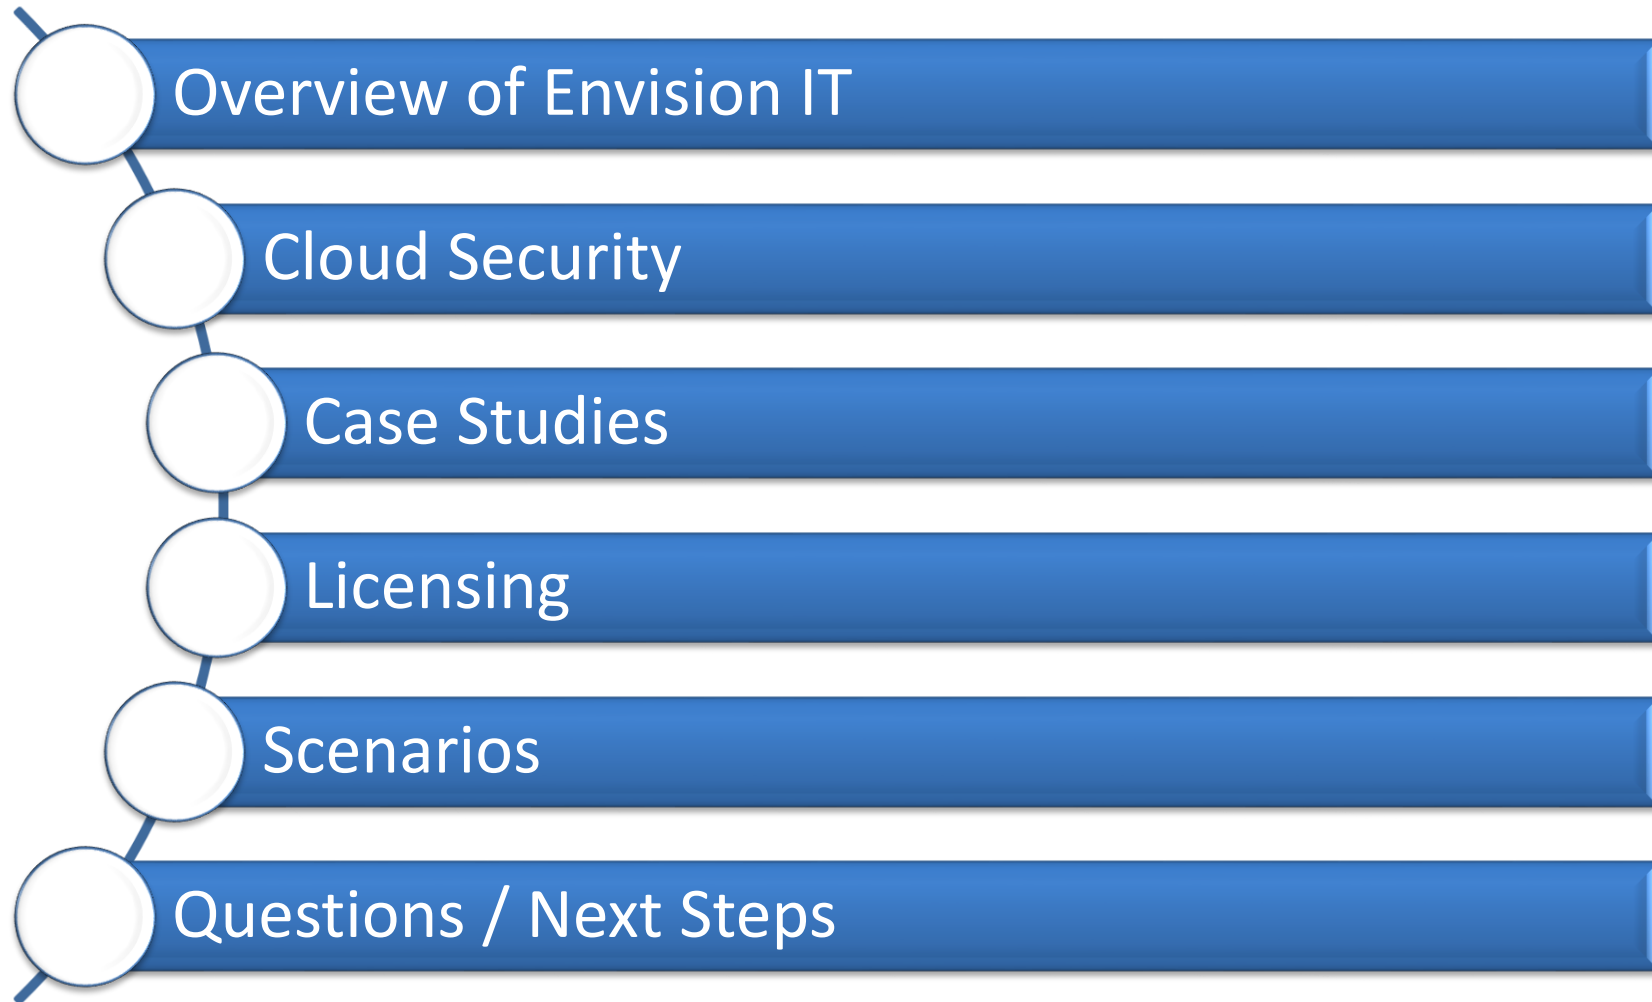 Overview of Envision IT
Cloud Security
Case Studies
Licensing
Scenarios
Questions / Next Steps